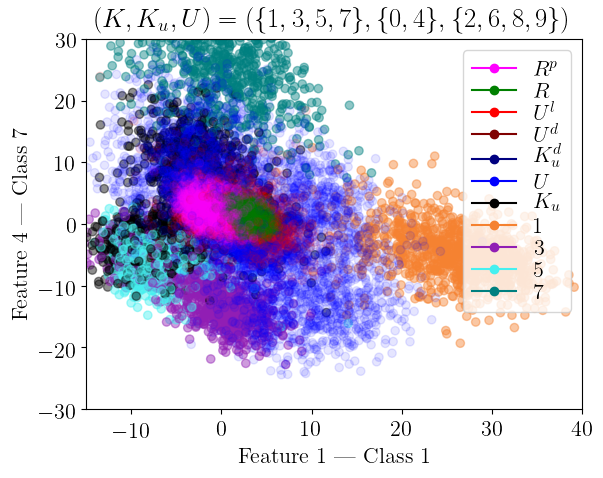 (K, K_u, U) = ({1, 3, 5, 7}, {0, 4}, {2, 6, 8, 9})
30
20
10
0
−10
−20
−30
Feature 4 — Class 7
−10
0
10
20
30
40
Feature 1 — Class 1
R^p
R
U^l
U^d
K_u^d
U
K_u
1
3
5
7